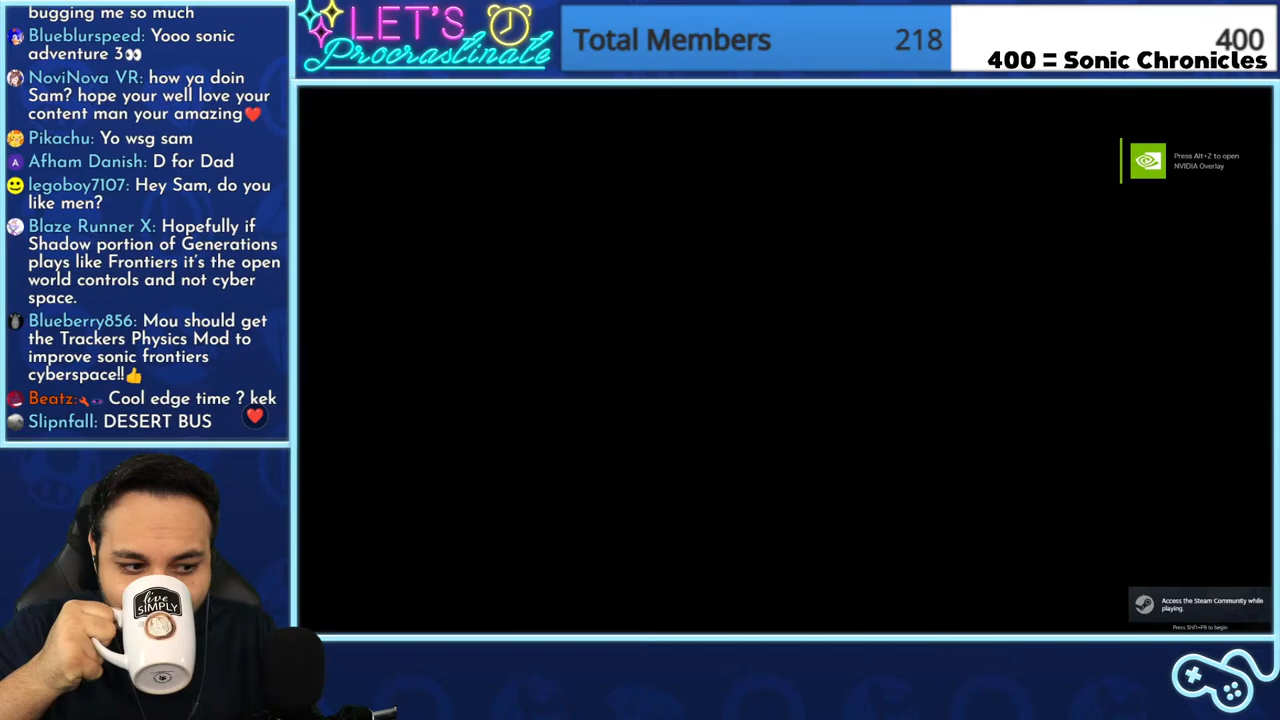 bugging me so much
Blueblurspeed: Yooo sonic
adventure 3👀
NoviNova VR: how ya doin
Sam? hope your well love your
content man your amazing❤️
Pikachu: Yo wsg sam
A Afham Danish: D for Dad
legoboy7107: Hey Sam, do you
like men?
Blaze Runner X: Hopefully if
Shadow portion of Generations
plays like Frontiers it's the open
world controls and not cyber
space.
Blueberry856: Mou should get
the Trackers Physics Mod to
improve sonic frontiers
cyberspace!!👍
Beatz: Cool edge time ? kek
Slipnfall: DESERT BUS
LET'S
Procrastinate
Total Members 218 400
400 = Sonic Chronicles
Press Alt+Z to open
NVIDIA Overlay
live
SIMPLY
Access the Steam Community while
playing.
Press Shift+F9 to begin